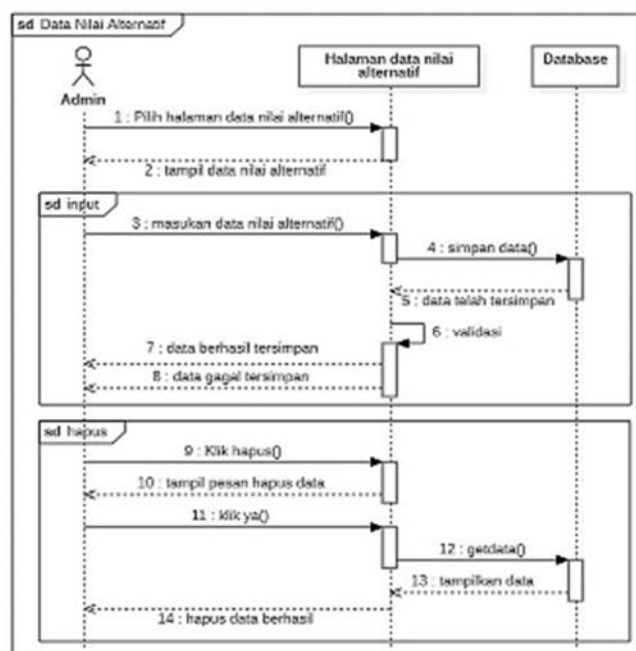 sd Data Nilai Alternatif
Admin
Halaman data nilai
alternatif
Database
1 : Pilih halaman data nilai alternatif()
2 : tampil data nilai alternatif
sd input
3 : masukan data nilai alternatif()
4 : simpan data()
5 : data telah tersimpan
6 : validasi
7 : data berhasil tersimpan
8 : data gagal tersimpan
sd hapus
9 : Klik hapus()
10 : tampil pesan hapus data
11 : klik ya()
12 : getdata()
13 : tampilkan data
14 : hapus data berhasil